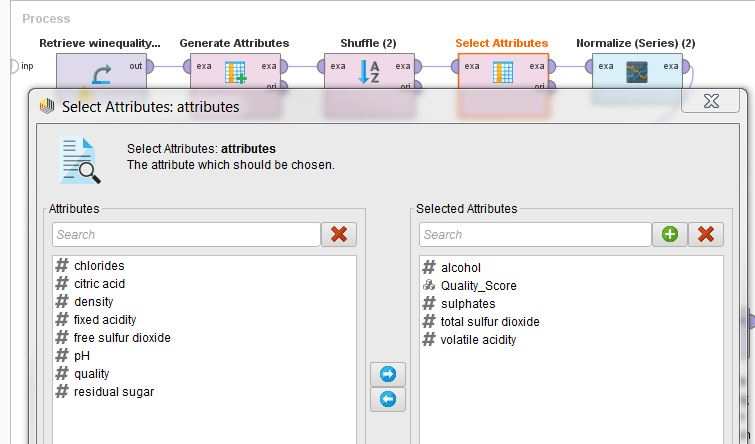 Process
Retrieve winequality...
Generate Attributes
Shuffle (2)
Select Attributes
Normalize (Series) (2)
inp
out
exa
exa
ori
exa
exa
ori
exa
exa
ori
exa
exa
Select Attributes: attributes
Select Attributes: attributes
The attribute which should be chosen.
Attributes
Search
chlorides
citric acid
density
fixed acidity
free sulfur dioxide
pH
quality
residual sugar
Selected Attributes
Search
alcohol
Quality_Score
sulphates
total sulfur dioxide
volatile acidity